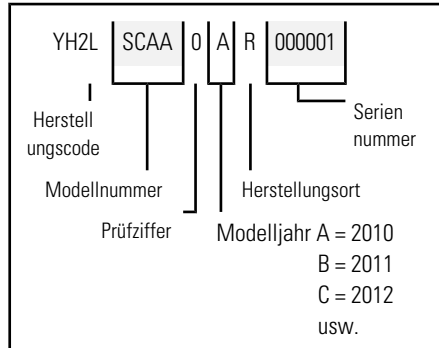 YH2L SCAA 0 A R 000001
Herstell
ungscode
Serien
nummer
Modellnummer
Herstellungsort
Prüfziffer
Modelljahr A = 2010
B = 2011
C = 2012
usw.